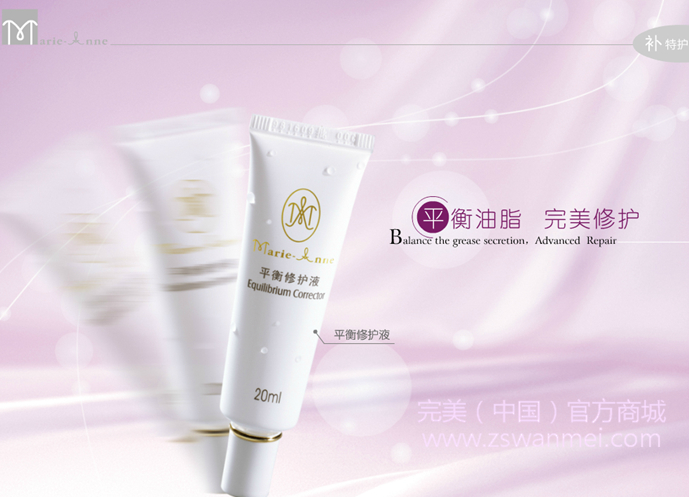 Marie-Anne
补 特护
平衡油脂 完美修护
Balance the grease secretion, Advanced Repair
Marie-Anne
平衡修护液
Equilibrium Corrector
平衡修护液
20ml
完美（中国）官方商城
www.zswanmei.com